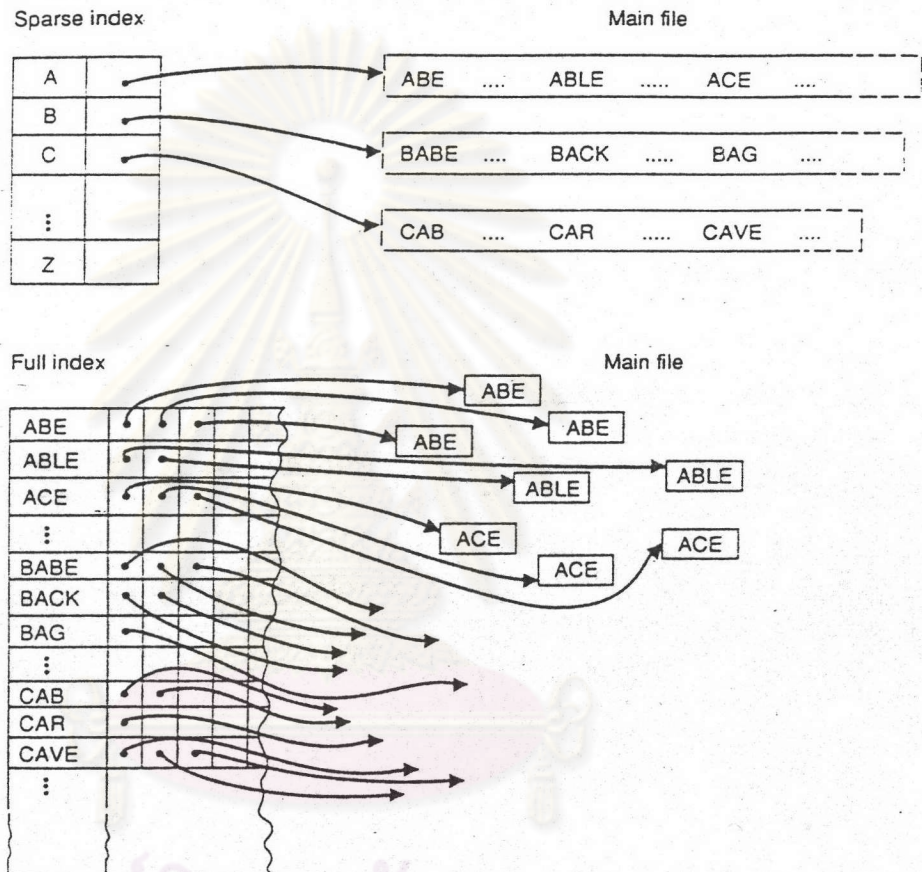 Sparse index
Main file
A
ABE .... ABLE ..... ACE ....
B
BABE .... BACK ..... BAG ....
C
CAB .... CAR ..... CAVE ....
⋮
Z
Full index
Main file
ABE
ABE
ABE
ABE
ABLE
ABLE
ABLE
ACE
ACE
ACE
ACE
⋮
BABE
BACK
BAG
⋮
CAB
CAR
CAVE
⋮